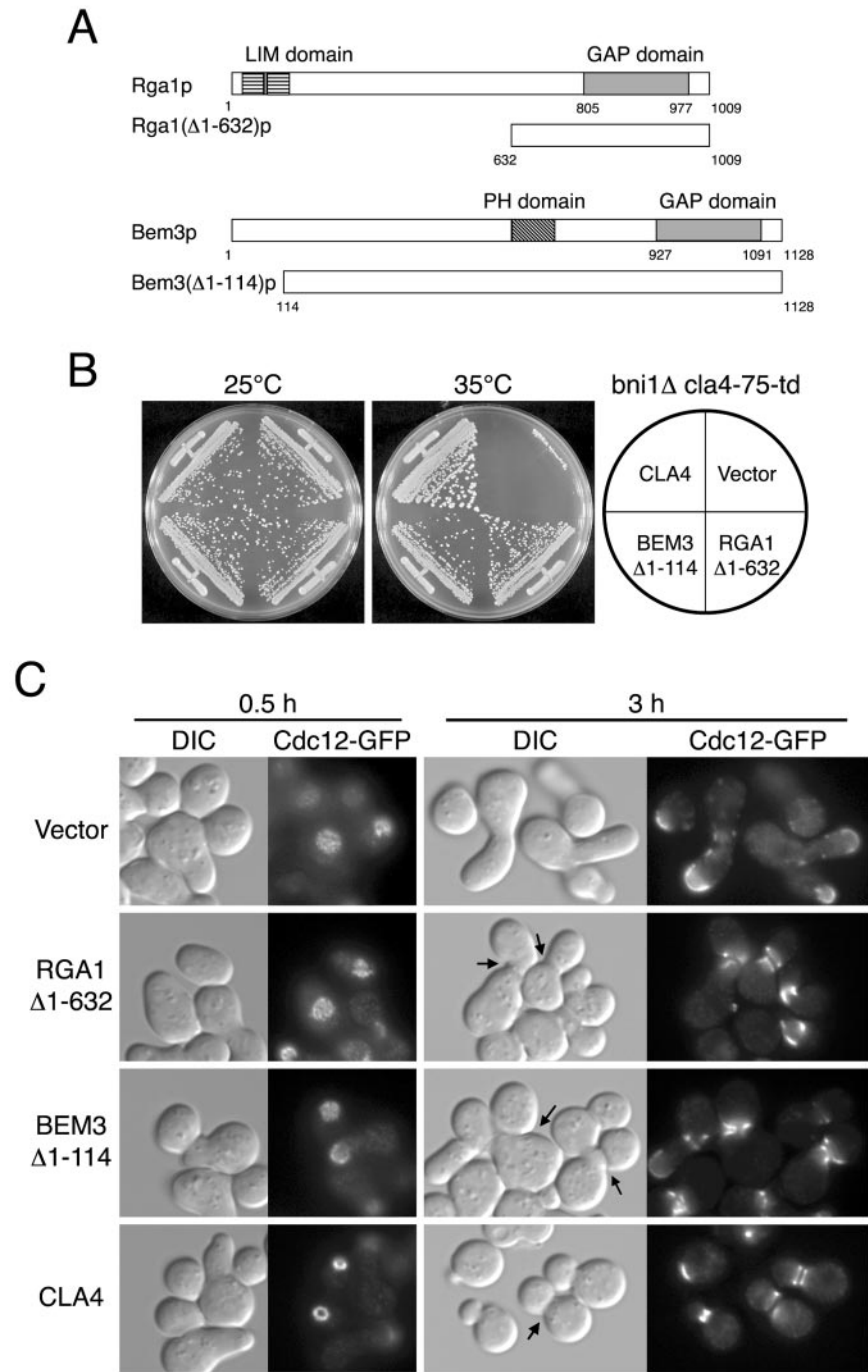 A
LIM domain GAP domain
Rga1p
1 805 977 1009
Rga1(Δ1-632)p
632 1009
PH domain GAP domain
Bem3p
1 927 1091 1128
Bem3(Δ1-114)p
114 1128
B
25°C 35°C bni1Δ cla4-75-td
CLA4 Vector
BEM3 RGA1
Δ1-114 Δ1-632
C
0.5 h 3 h
DIC Cdc12-GFP DIC Cdc12-GFP
Vector
RGA1
Δ1-632
BEM3
Δ1-114
CLA4